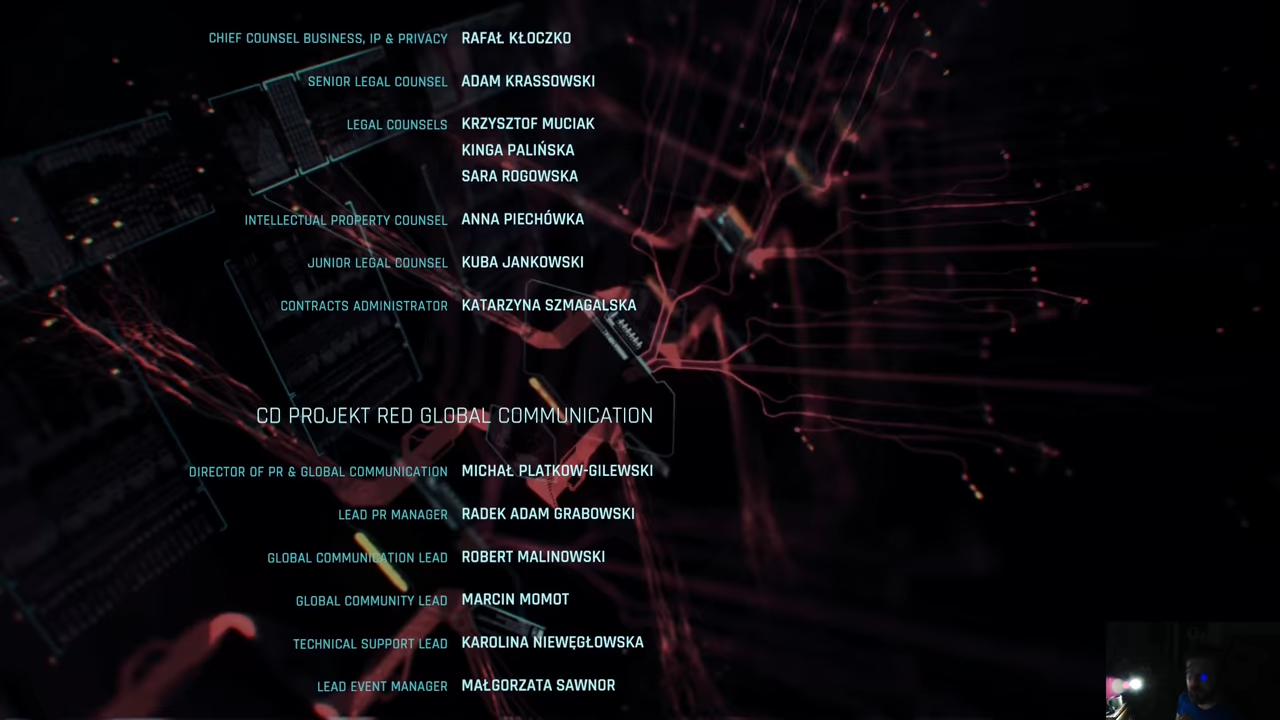 CHIEF COUNSEL BUSINESS, IP & PRIVACY RAFAŁ KŁOCZKO
SENIOR LEGAL COUNSEL ADAM KRASSOWSKI
LEGAL COUNSELS KRZYSZTOF MUCIAK
KINGA PALIŃSKA
SARA ROGOWSKA
INTELLECTUAL PROPERTY COUNSEL ANNA PIECHÓWKA
JUNIOR LEGAL COUNSEL KUBA JANKOWSKI
CONTRACTS ADMINISTRATOR KATARZYNA SZMAGALSKA
CD PROJEKT RED GLOBAL COMMUNICATION
DIRECTOR OF PR & GLOBAL COMMUNICATION MICHAŁ PLATKOW-GILEWSKI
LEAD PR MANAGER RADEK ADAM GRABOWSKI
GLOBAL COMMUNICATION LEAD ROBERT MALINOWSKI
GLOBAL COMMUNITY LEAD MARCIN MOMOT
TECHNICAL SUPPORT LEAD KAROLINA NIEWĘGŁOWSKA
LEAD EVENT MANAGER MAŁGORZATA SAWNOR